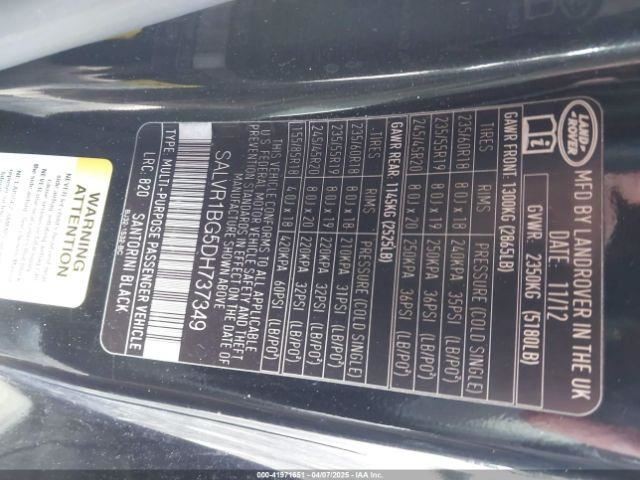 LAND
ROVER
MFD BY LANDROVER IN THE UK
DATE: 11/12
GVWR: 2350KG (5180LB)
GAWR FRONT 1300KG (2865LB)
TIRES RIMS PRESSURE (COLD SINGLE)
235/60R18 8.0J x 18 240KPA 35PSI (LB/PO²)
235/55R19 8.0J x 19 250KPA 36PSI (LB/PO²)
245/45R20 8.0J x 20 250KPA 36PSI (LB/PO²)
GAWR REAR 1145KG (2525LB)
TIRES RIMS PRESSURE (COLD SINGLE)
235/60R18 8.0J x 18 210KPA 31PSI (LB/PO²)
235/55R19 8.0J x 19 220KPA 32PSI (LB/PO²)
245/45R20 8.0J x 20 220KPA 32PSI (LB/PO²)
155/85R18 4.0J x 18 420KPA 60PSI (LB/PO²)
THIS VEHICLE CONFORMS TO ALL APPLICABLE
U.S FEDERAL MOTOR VEHICLE SAFETY AND THEFT
PREVENTION STANDARDS IN EFFECT ON THE DATE OF
MANUFACTURE SHOWN ABOVE
SALVR1BG5DH737349
TYPE: MULTI-PURPOSE PASSENGER VEHICLE
LRC. 820 SANTORINI BLACK
WARNING
ATTENTION
000-41971651 - 04/07/2025 - IAAI.CA